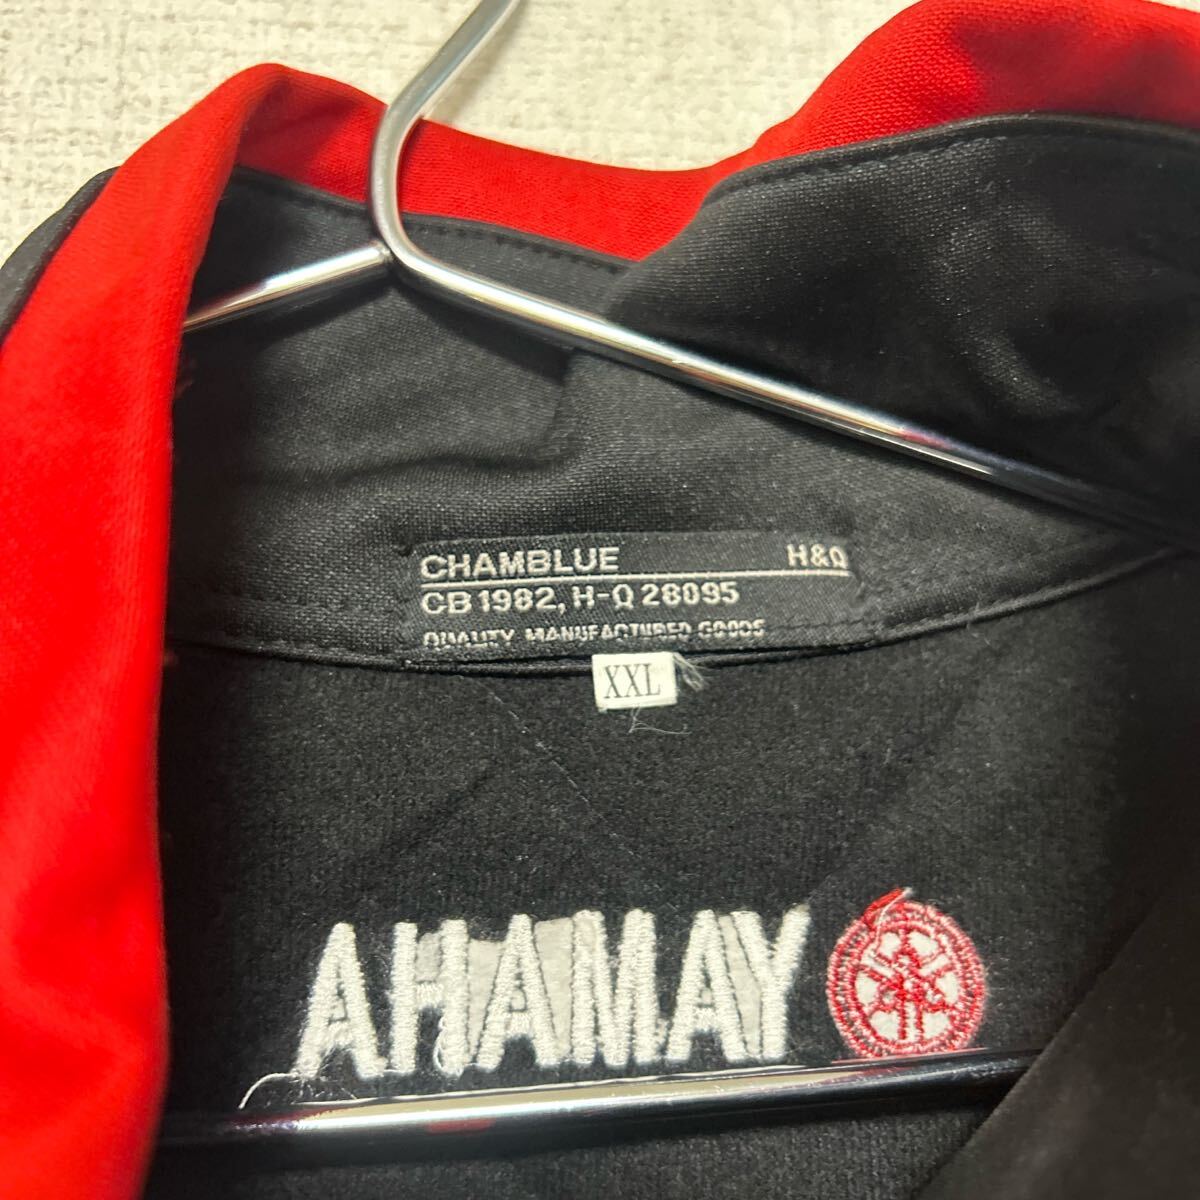 CHAMBLUE H&Q
CB 1982, H-Q 28095
QUALITY MANUFACTURED GOODS
XXL
AHAMAY